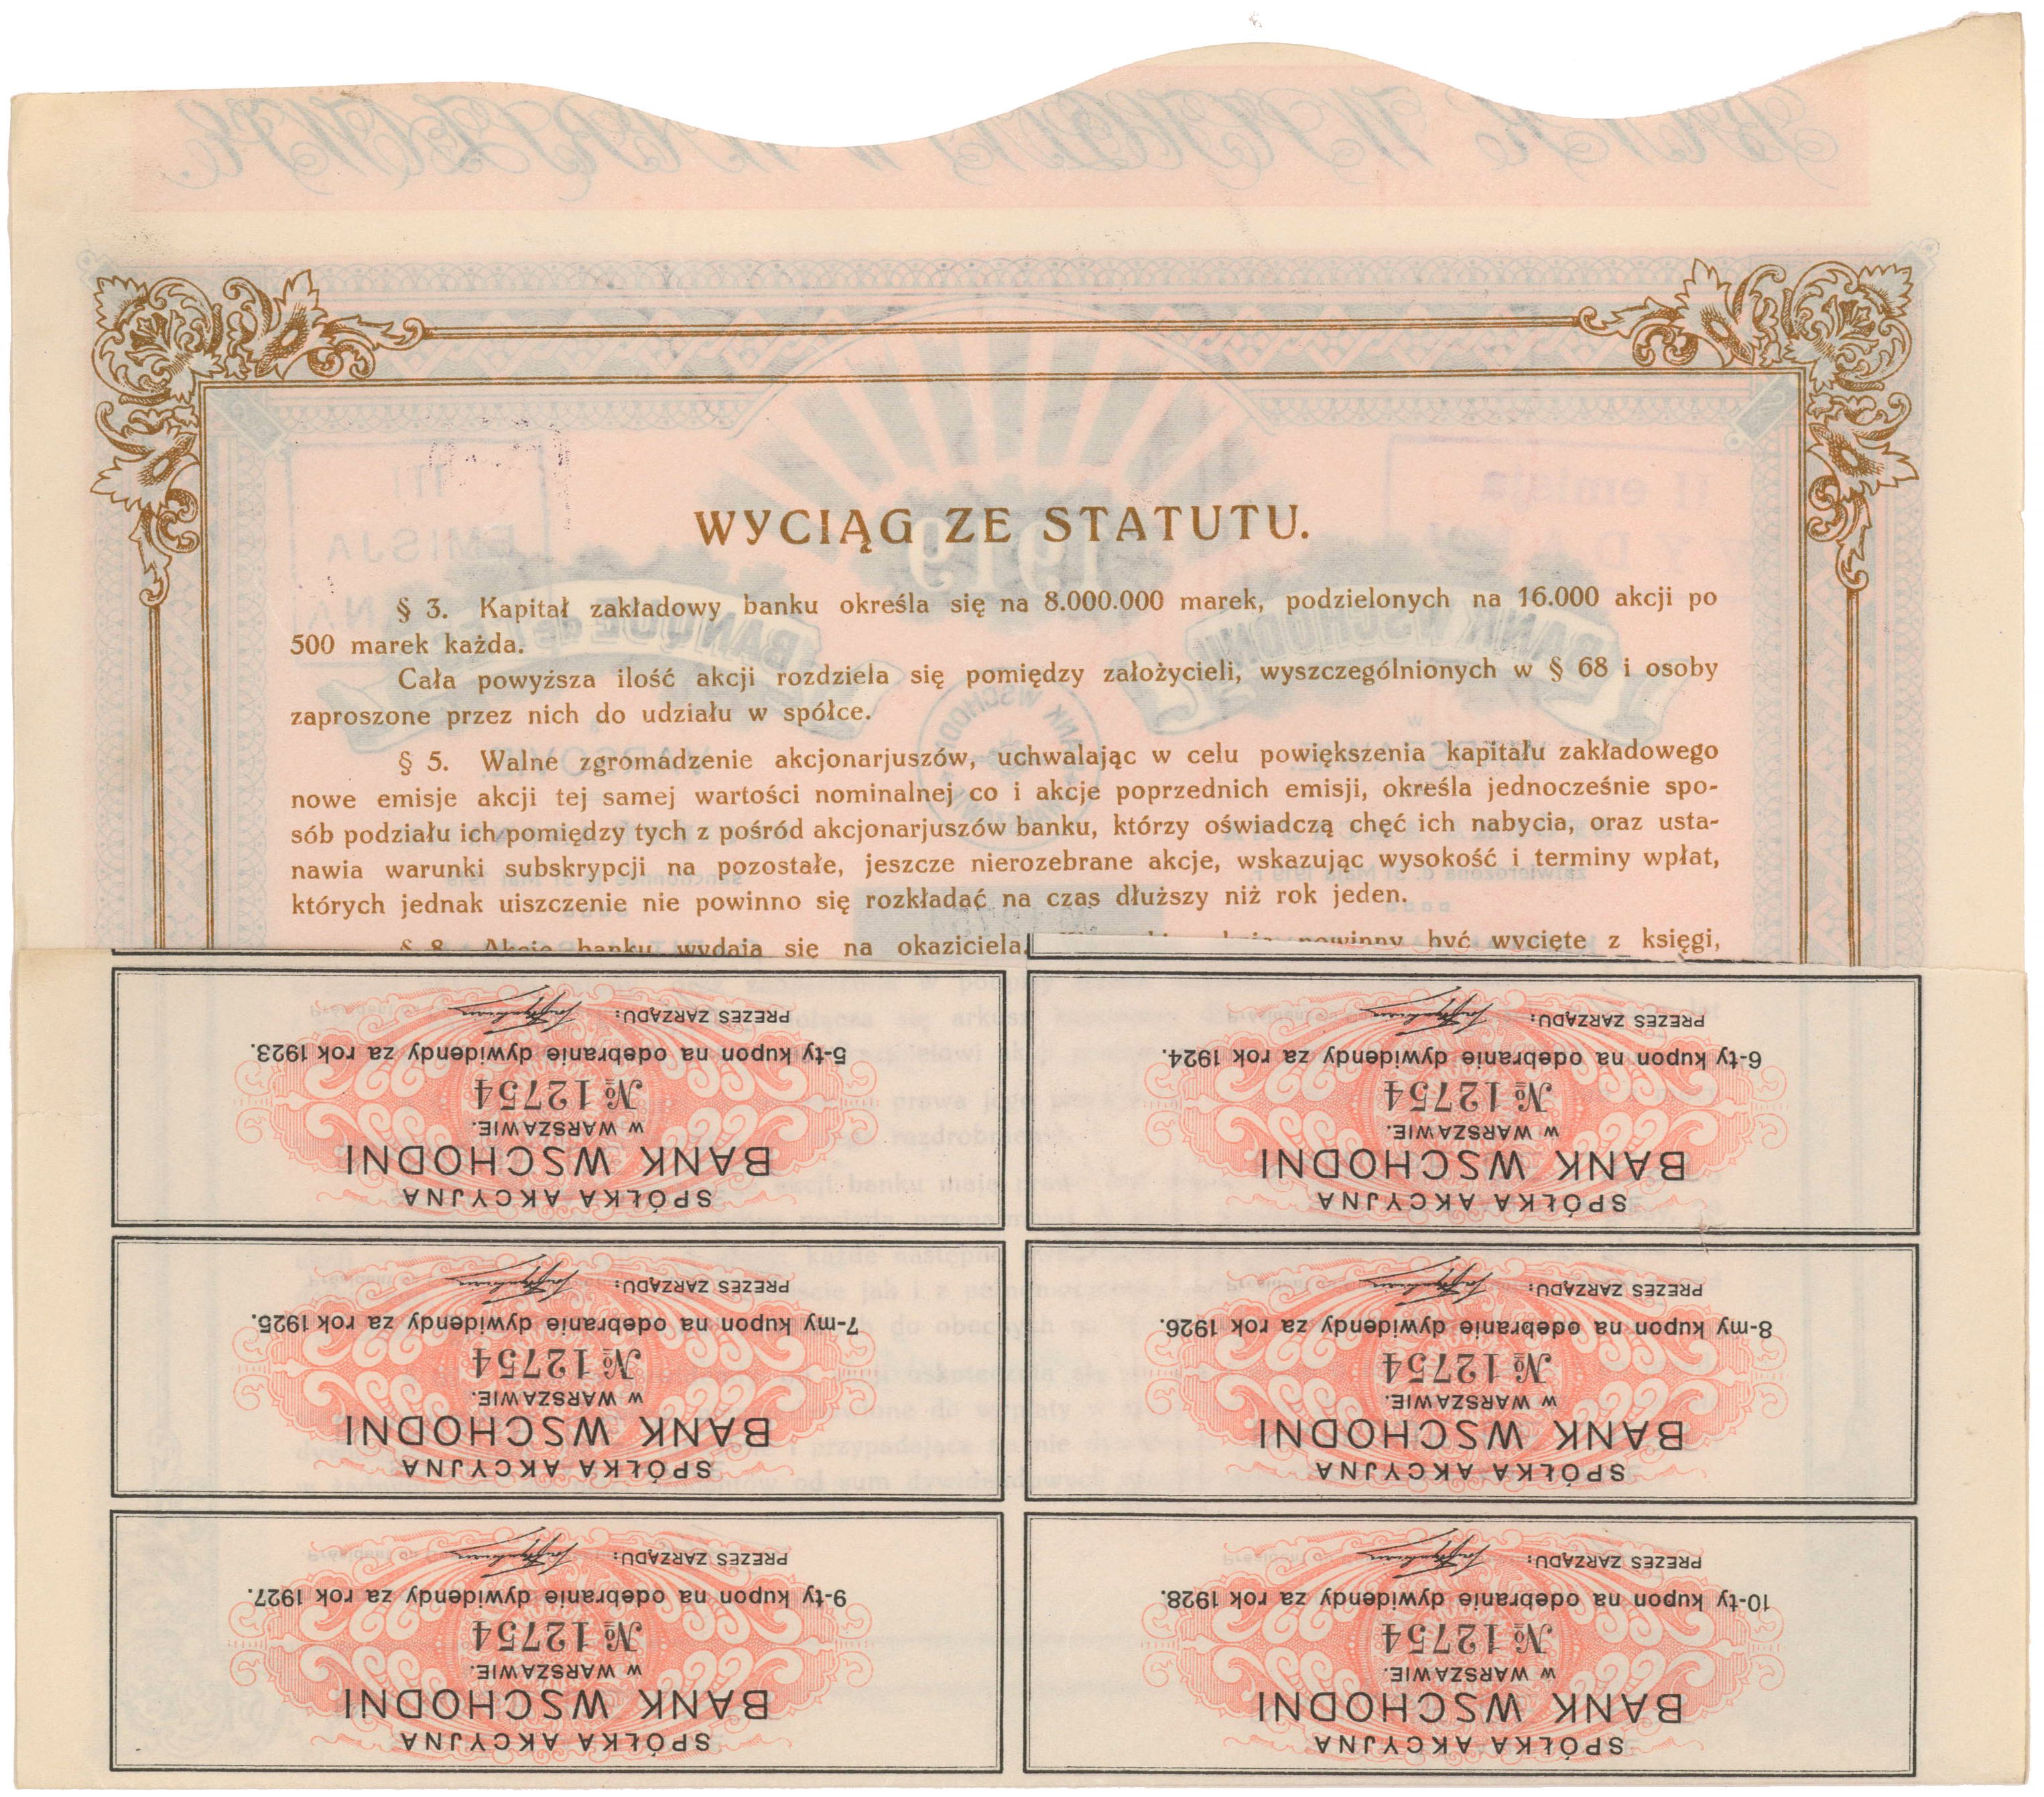 WYCIĄG ZE STATUTU.
§ 3. Kapitał zakładowy banku określa się na 8.000.000 marek, podzielonych na 16.000 akcji po
500 marek każda.
Cała powyższa ilość akcji rozdziela się pomiędzy założycieli, wyszczególnionych w § 68 i osoby
zaproszone przez nich do udziału w spółce.
§ 5. Walne zgromadzenie akcjonarjuszów, uchwalając w celu powiększenia kapitału zakładowego
nowe emisje akcji tej samej wartości nominalnej co i akcje poprzednich emisji, określa jednocześnie spo-
sób podziału ich pomiędzy tych z pośród akcjonarjuszów banku, którzy oświadczą chęć ich nabycia, oraz usta-
nawia warunki subskrypcji na pozostałe, jeszcze nierozebrane akcje, wskazując wysokość i terminy wpłat,
których jednak uiszczenie nie powinno się rozkładać na czas dłuższy niż rok jeden.
§ 8. Akcje banku wydają się na okaziciela. powinny być wycięte z księgi,
SPÓŁKA AKCYJNA
BANK WSCHODNI
W WARSZAWIE.
№ 12754
10-ty kupon na odebranie dywidendy za rok 1928.
PREZES ZARZĄDU:
SPÓŁKA AKCYJNA
BANK WSCHODNI
W WARSZAWIE.
№ 12754
9-ty kupon na odebranie dywidendy za rok 1927.
PREZES ZARZĄDU:
SPÓŁKA AKCYJNA
BANK WSCHODNI
W WARSZAWIE.
№ 12754
8-my kupon na odebranie dywidendy za rok 1926.
PREZES ZARZĄDU:
SPÓŁKA AKCYJNA
BANK WSCHODNI
W WARSZAWIE.
№ 12754
7-my kupon na odebranie dywidendy za rok 1925.
PREZES ZARZĄDU:
SPÓŁKA AKCYJNA
BANK WSCHODNI
W WARSZAWIE.
№ 12754
6-ty kupon na odebranie dywidendy za rok 1924.
PREZES ZARZĄDU:
SPÓŁKA AKCYJNA
BANK WSCHODNI
W WARSZAWIE.
№ 12754
5-ty kupon na odebranie dywidendy za rok 1923.
PREZES ZARZĄDU: